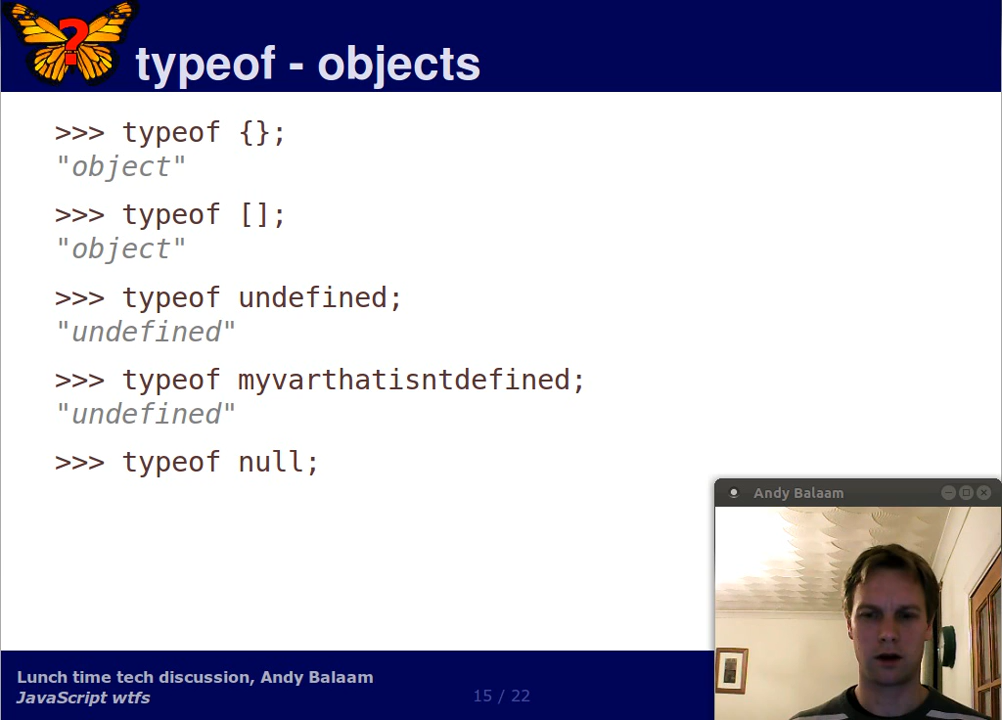 ?
typeof - objects
>>> typeof {};
"object"
>>> typeof [];
"object"
>>> typeof undefined;
"undefined"
>>> typeof myvarthatisntdefined;
"undefined"
>>> typeof null;
Andy Balaam
Lunch time tech discussion, Andy Balaam
JavaScript wtfs
15 / 22